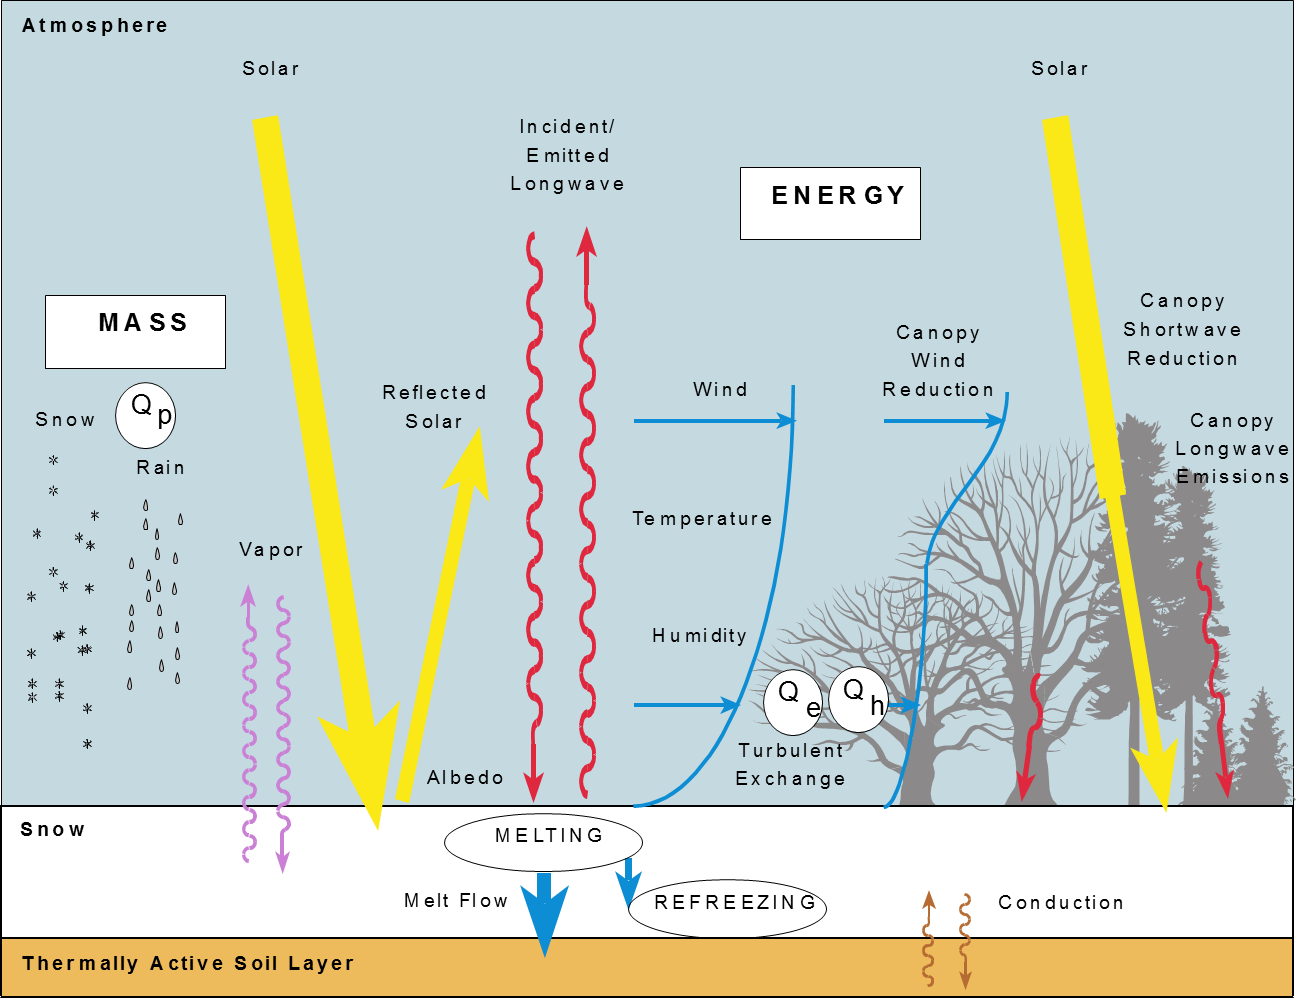 Atmosphere
Solar
Solar
Incident/
Emitted
Longwave
ENERGY
MASS
Canopy
Shortwave
Reduction
Canopy
Wind
Reduction
Reflected
Solar
Wind
Qp
Snow
Rain
Canopy
Longwave
Emissions
Temperature
Vapor
Humidity
Qe
Qh
Turbulent
Exchange
Albedo
Snow
MELTING
Melt Flow
REFREEZING
Conduction
Thermally Active Soil Layer